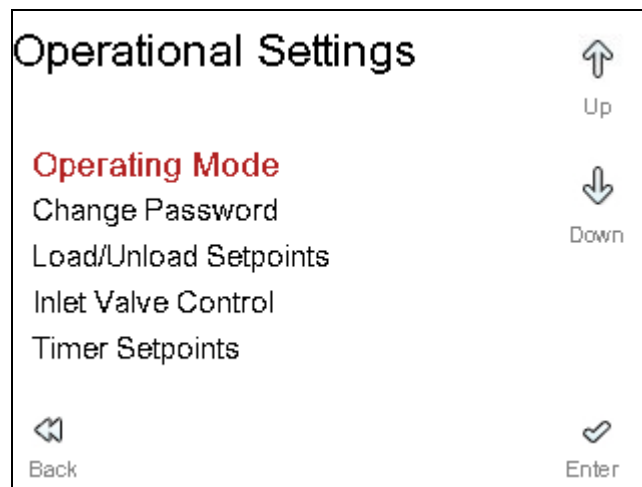 Operational Settings
Up
Operating Mode
Change Password
Down
Load/Unload Setpoints
Inlet Valve Control
Timer Setpoints
Back
Enter